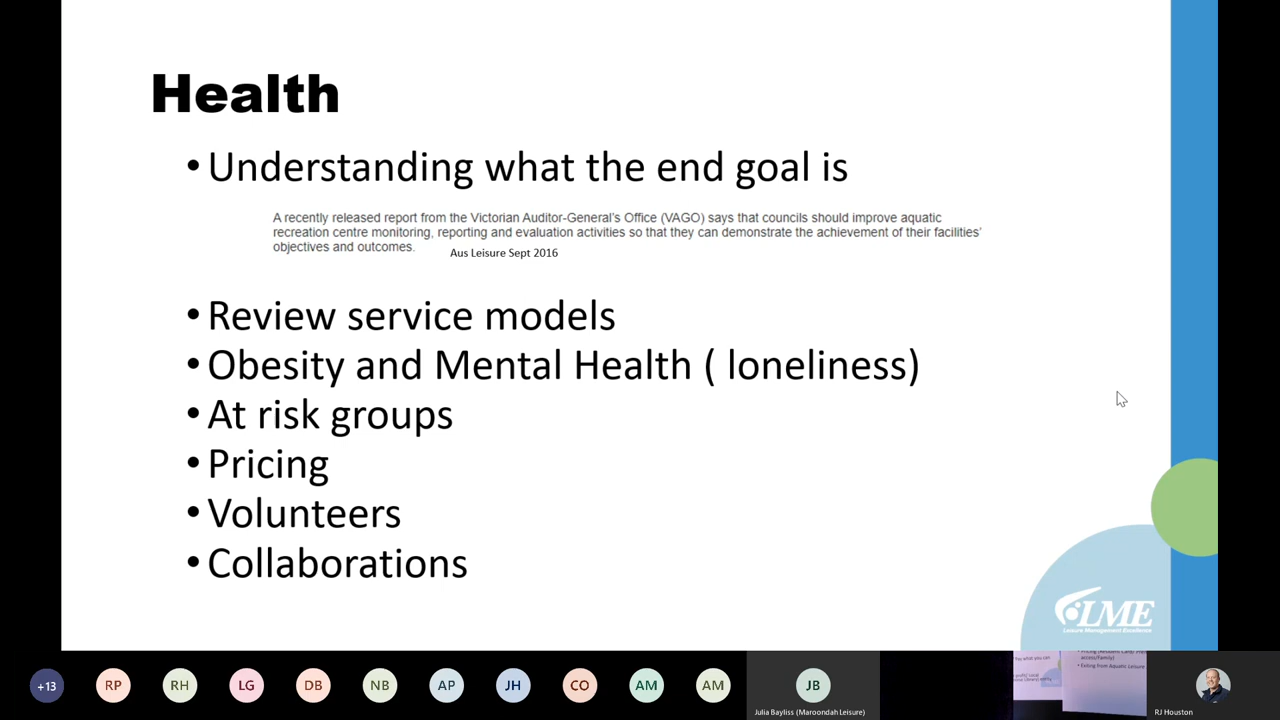 Health
• Understanding what the end goal is
A recently released report from the Victorian Auditor-General's Office (VAGO) says that councils should improve aquatic
recreation centre monitoring, reporting and evaluation activities so that they can demonstrate the achievement of their facilities'
objectives and outcomes.
Aus Leisure Sept 2016
• Review service models
• Obesity and Mental Health ( loneliness)
• At risk groups
• Pricing
• Volunteers
• Collaborations
LME
Leisure Management Excellence
+13
RP
RH
LG
DB
NB
AP
JH
CO
AM
AM
JB
Julia Bayliss (Maroondah Leisure)
access/Family)
RJ Houston